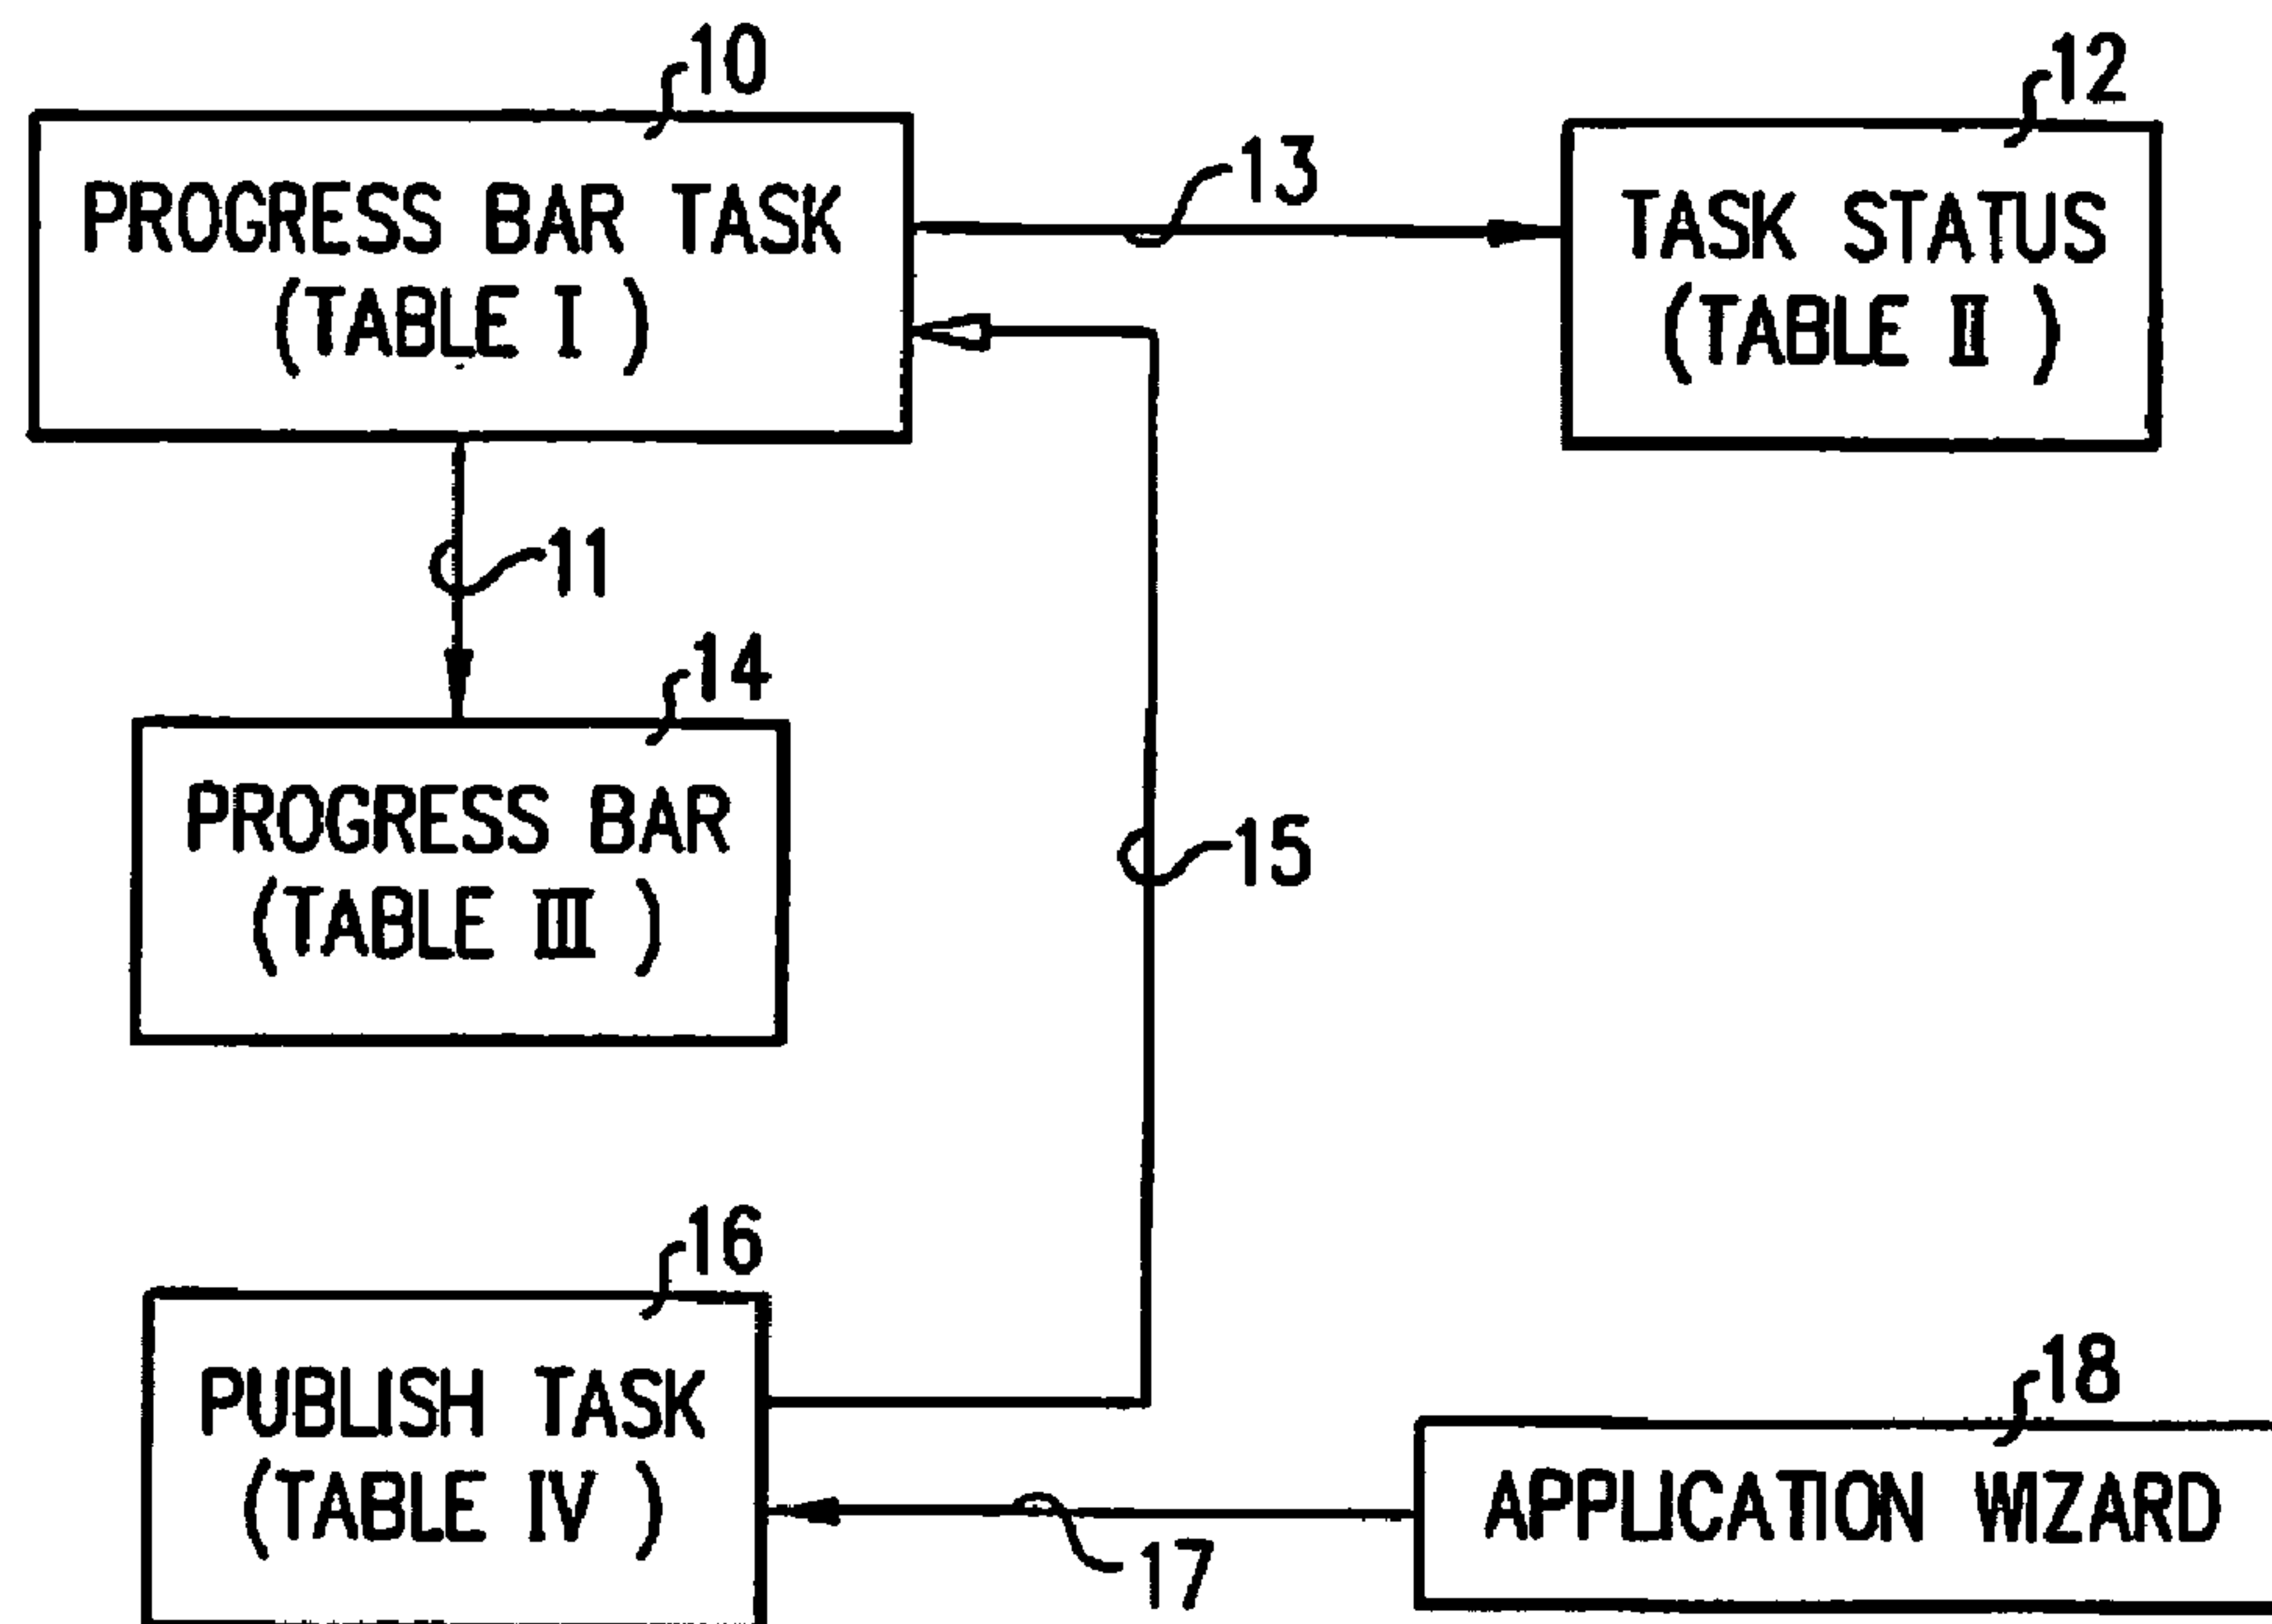 10
PROGRESS BAR TASK
(TABLE I )
12
TASK STATUS
(TABLE II )
13
11
14
PROGRESS BAR
(TABLE III )
15
16
PUBLISH TASK
(TABLE IV )
17
18
APPLICATION WIZARD